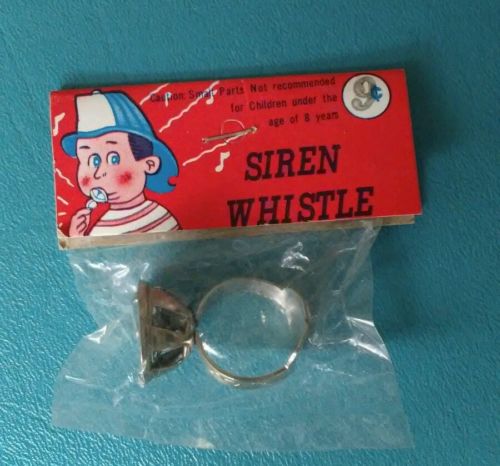 Caution: Small Parts Not recommended
for Children under the
age of 8 years
9¢
SIREN
WHISTLE